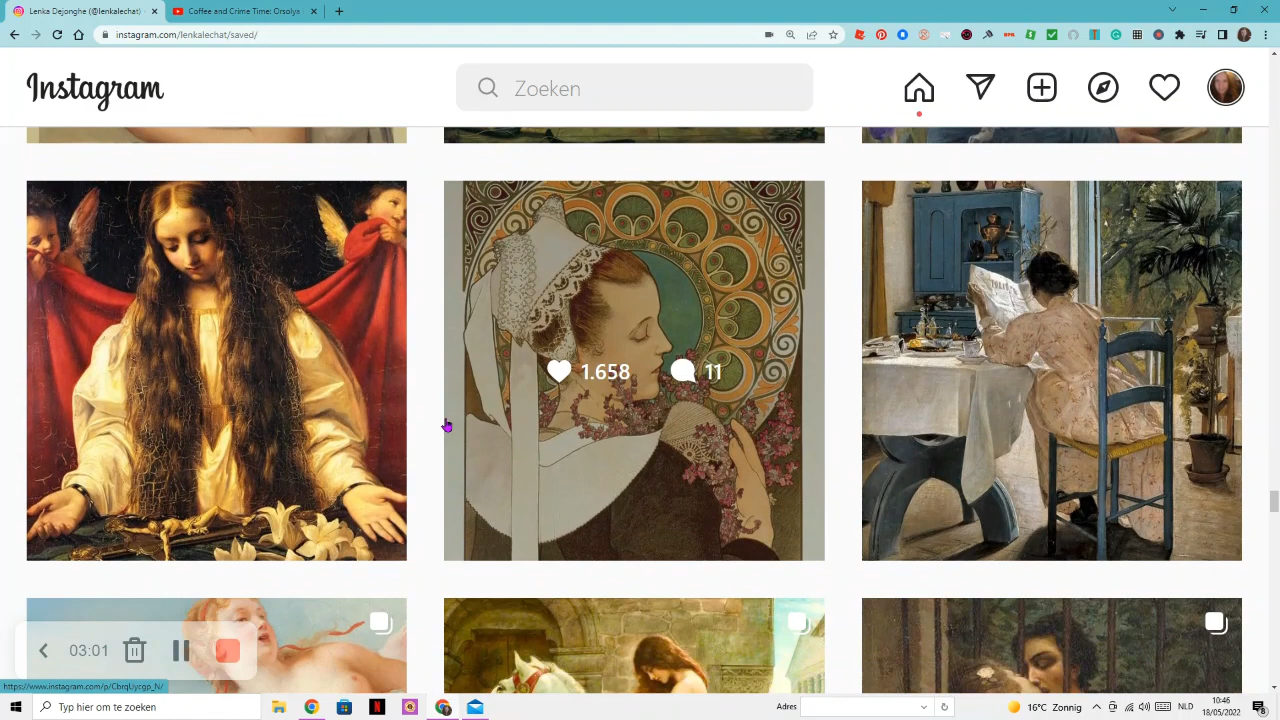 Lenka Dejonghe (@lenkalechat)
Coffee and Crime Time: Orsolya
instagram.com/lenkalechat/saved/
Instagram
Zoeken
1.658
11
03:01
https://www.instagram.com/p/CbrqUycgp_N/
Typ hier om te zoeken
Adres
16°C Zonnig
NLD
10:46
18/05/2022
8